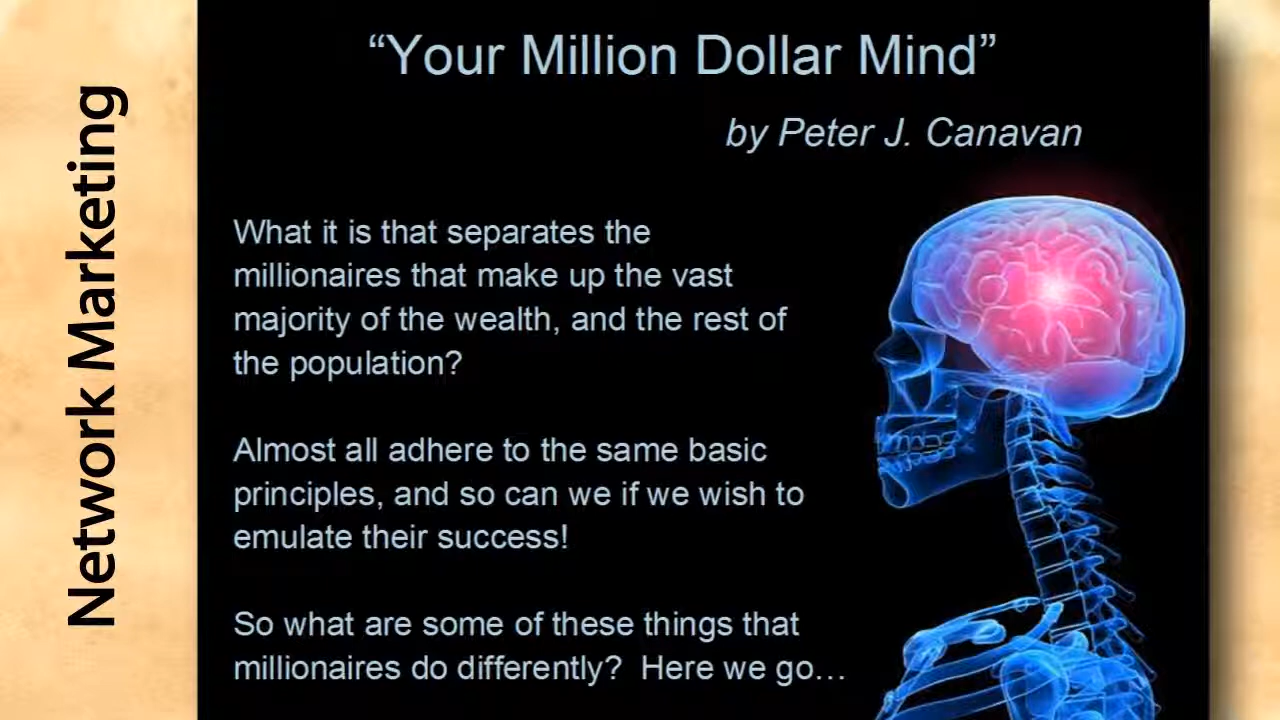 Network Marketing
“Your Million Dollar Mind”
by Peter J. Canavan
What it is that separates the
millionaires that make up the vast
majority of the wealth, and the rest of
the population?
Almost all adhere to the same basic
principles, and so can we if we wish to
emulate their success!
So what are some of these things that
millionaires do differently?  Here we go…